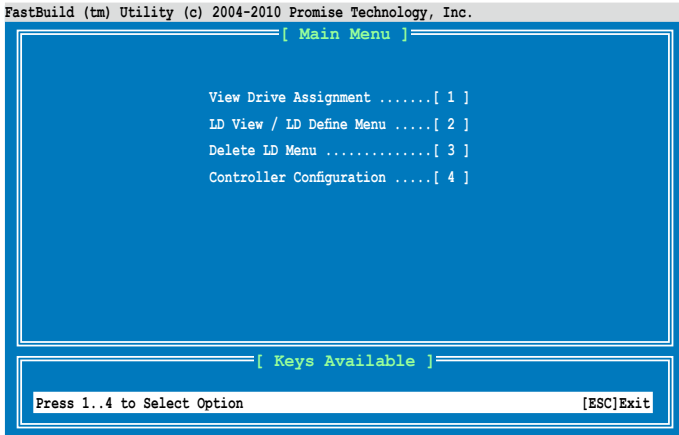 FastBuild (tm) Utility (c) 2004-2010 Promise Technology, Inc.
[ Main Menu ]
View Drive Assignment .......[ 1 ]
LD View / LD Define Menu .....[ 2 ]
Delete LD Menu ..............[ 3 ]
Controller Configuration .....[ 4 ]
[ Keys Available ]
Press 1..4 to Select Option [ESC]Exit